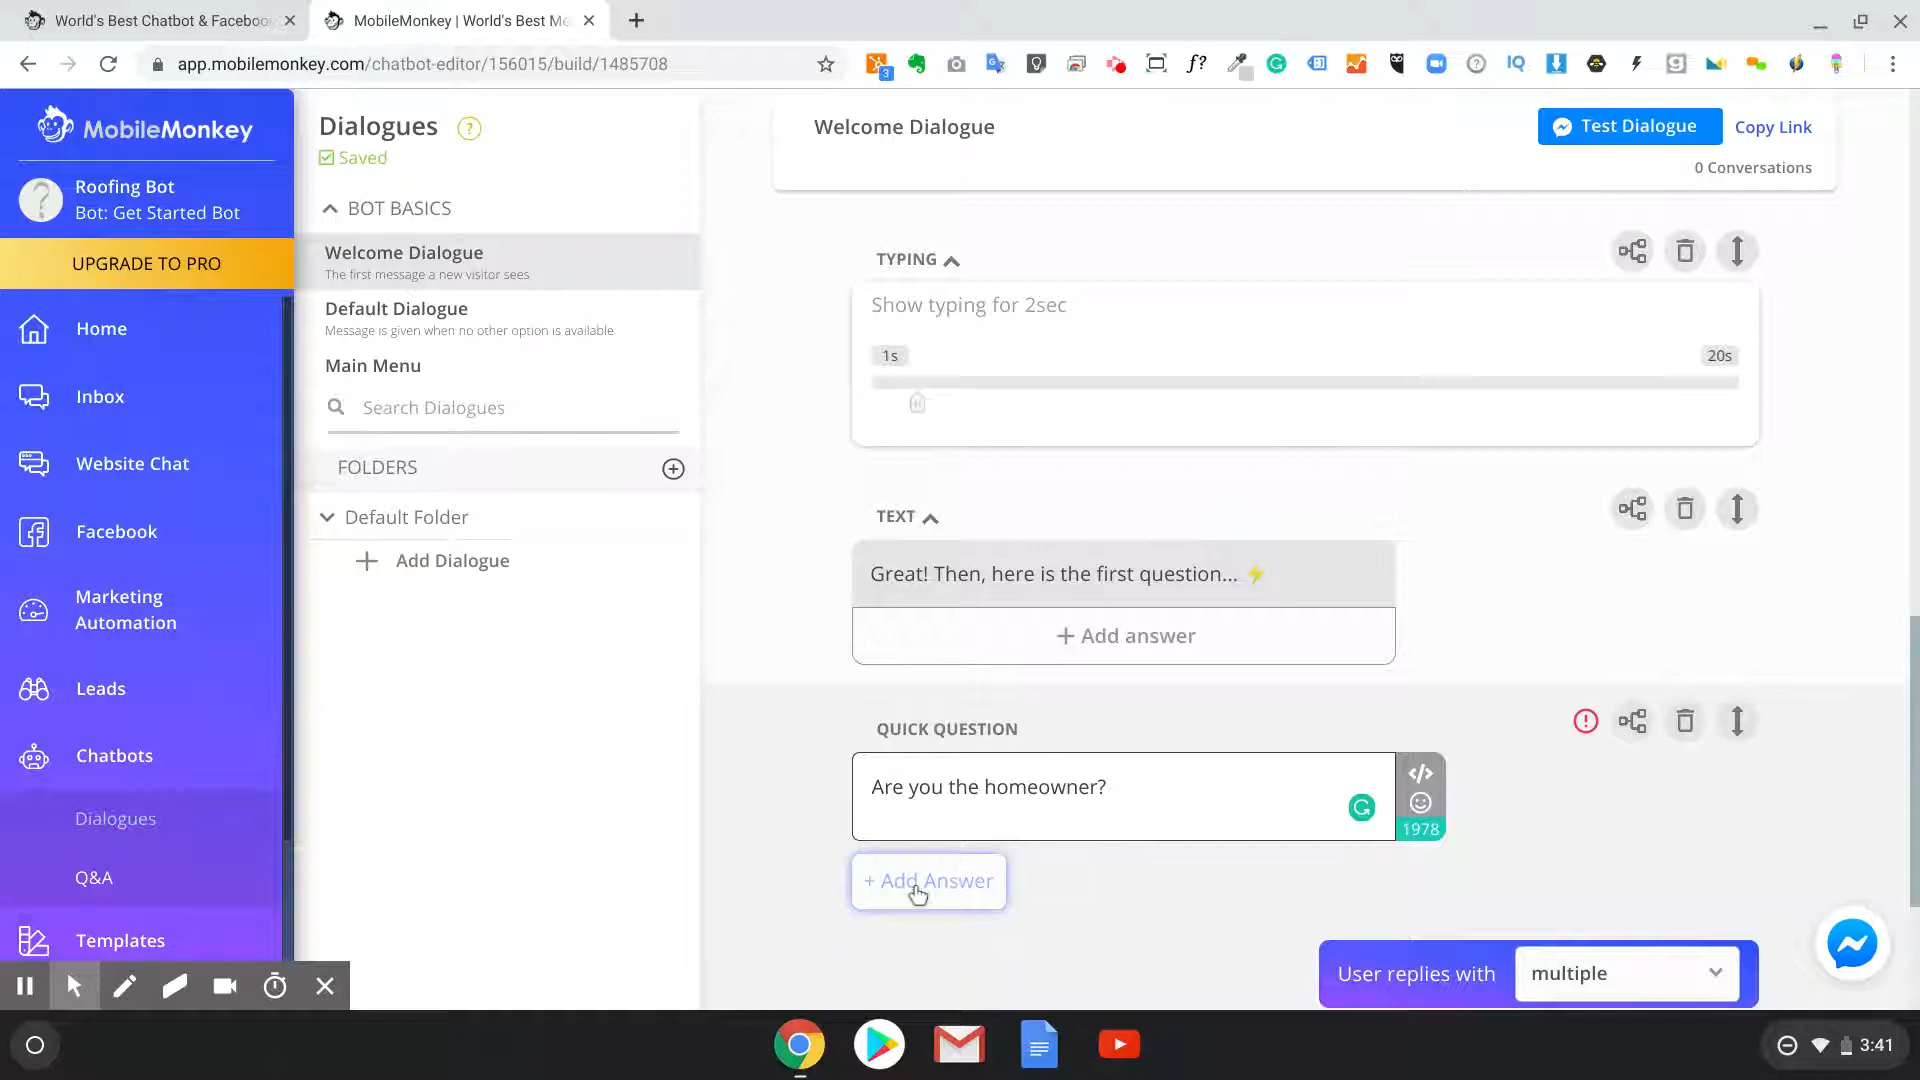 World's Best Chatbot & Faceboo
MobileMonkey | World's Best Me
app.mobilemonkey.com/chatbot-editor/156015/build/1485708
3
f?
IQ
MobileMonkey
Roofing Bot
Bot: Get Started Bot
UPGRADE TO PRO
Home
Inbox
Website Chat
Facebook
Marketing
Automation
Leads
Chatbots
Dialogues
Q&A
Templates
Dialogues ?
Saved
BOT BASICS
Welcome Dialogue
The first message a new visitor sees
Default Dialogue
Message is given when no other option is available
Main Menu
Search Dialogues
FOLDERS
Default Folder
Add Dialogue
Welcome Dialogue
Test Dialogue
Copy Link
0 Conversations
TYPING
Show typing for 2sec
1s
20s
TEXT
Great! Then, here is the first question... ⚡
+ Add answer
QUICK QUESTION
Are you the homeowner?
</>
1978
+ Add Answer
User replies with
multiple
3:41